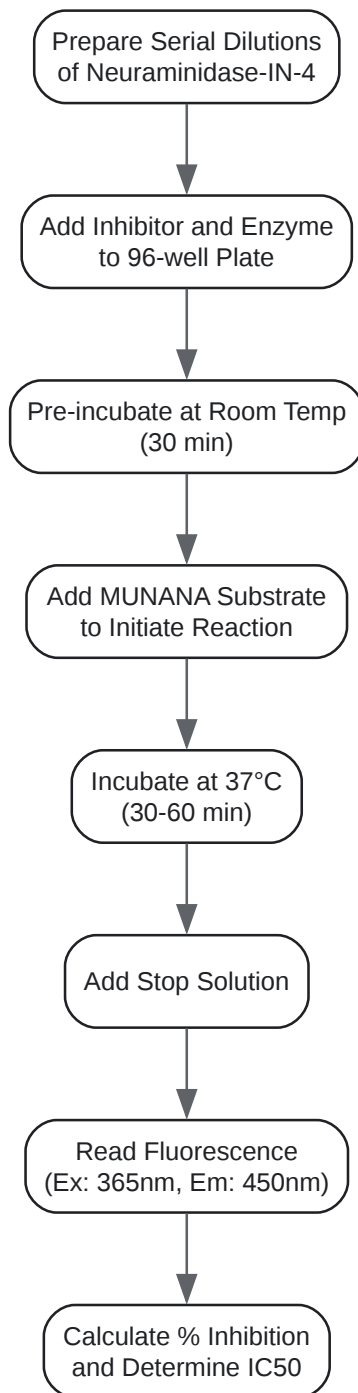 Prepare Serial Dilutions
of Neuraminidase-IN-4
Add Inhibitor and Enzyme
to 96-well Plate
Pre-incubate at Room Temp
(30 min)
Add MUNANA Substrate
to Initiate Reaction
Incubate at 37°C
(30-60 min)
Add Stop Solution
Read Fluorescence
(Ex: 365nm, Em: 450nm)
Calculate % Inhibition
and Determine IC50